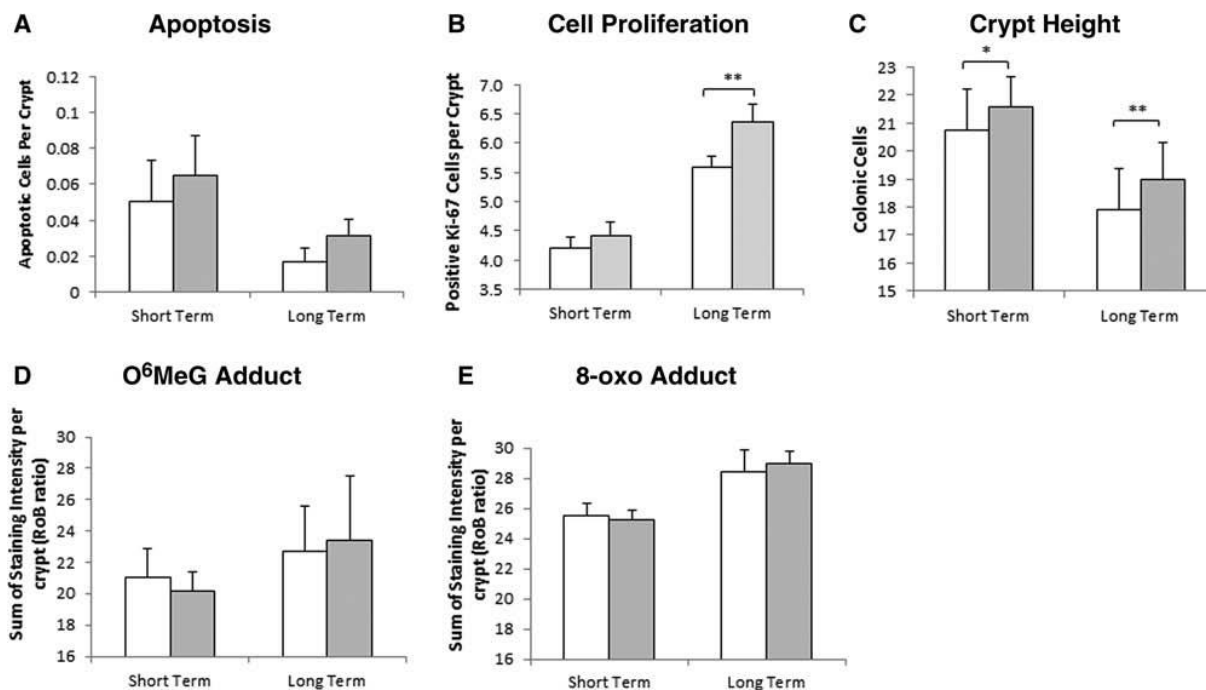 A Apoptosis
Apoptotic Cells Per Crypt
0.12
0.1
0.08
0.06
0.04
0.02
0
Short Term Long Term
B Cell Proliferation
Positive Ki-67 Cells per Crypt
7.0
6.5
6.0
5.5
5.0
4.5
4.0
3.5
**
Short Term Long Term
C Crypt Height
Colonic Cells
23
22
21
20
19
18
17
16
15
*
**
Short Term Long Term
D O⁶MeG Adduct
Sum of Staining Intensity per
crypt (RoB ratio)
30
28
26
24
22
20
18
16
Short Term Long Term
E 8-oxo Adduct
Sum of Staining Intensity per
crypt (RoB ratio)
30
28
26
24
22
20
18
16
Short Term Long Term